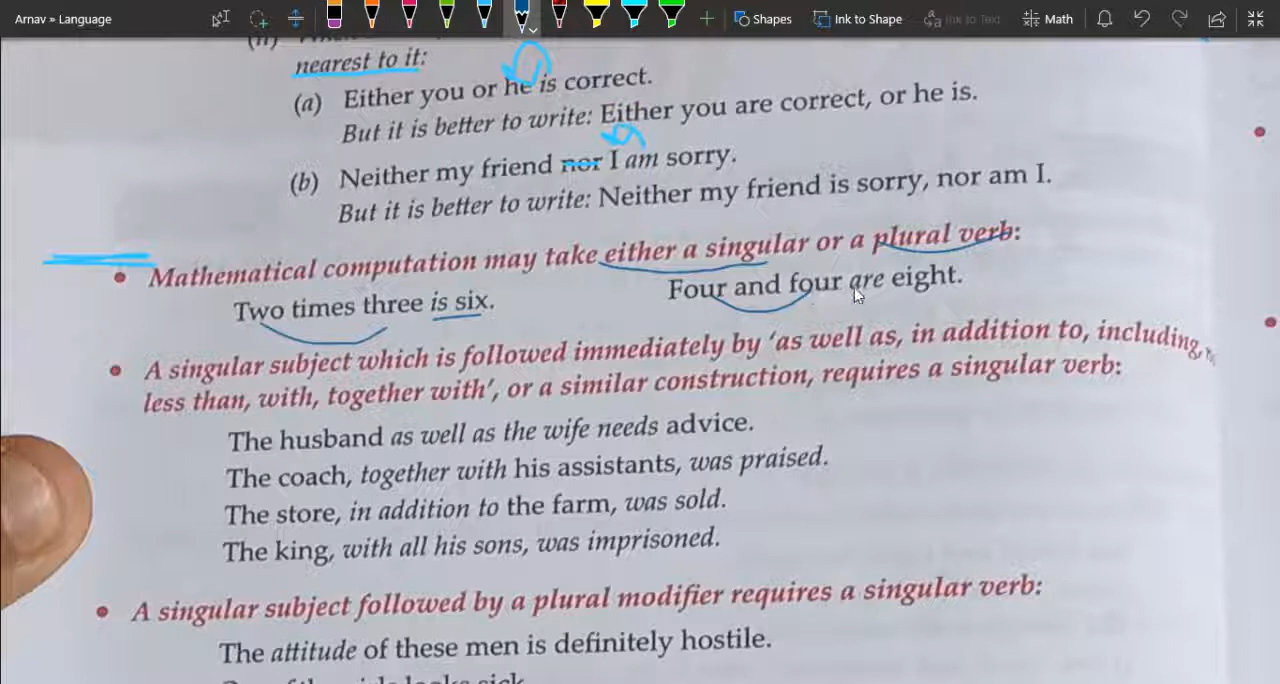 Arnav » Language
Shapes
Ink to Shape
Ink to Text
Math
nearest to it:
(a) Either you or he is correct.
But it is better to write: Either you are correct, or he is.
(b) Neither my friend nor I am sorry.
But it is better to write: Neither my friend is sorry, nor am I.
• Mathematical computation may take either a singular or a plural verb:
Two times three is six. Four and four are eight.
• A singular subject which is followed immediately by 'as well as, in addition to, including,
less than, with, together with', or a similar construction, requires a singular verb:
The husband as well as the wife needs advice.
The coach, together with his assistants, was praised.
The store, in addition to the farm, was sold.
The king, with all his sons, was imprisoned.
• A singular subject followed by a plural modifier requires a singular verb:
The attitude of these men is definitely hostile.